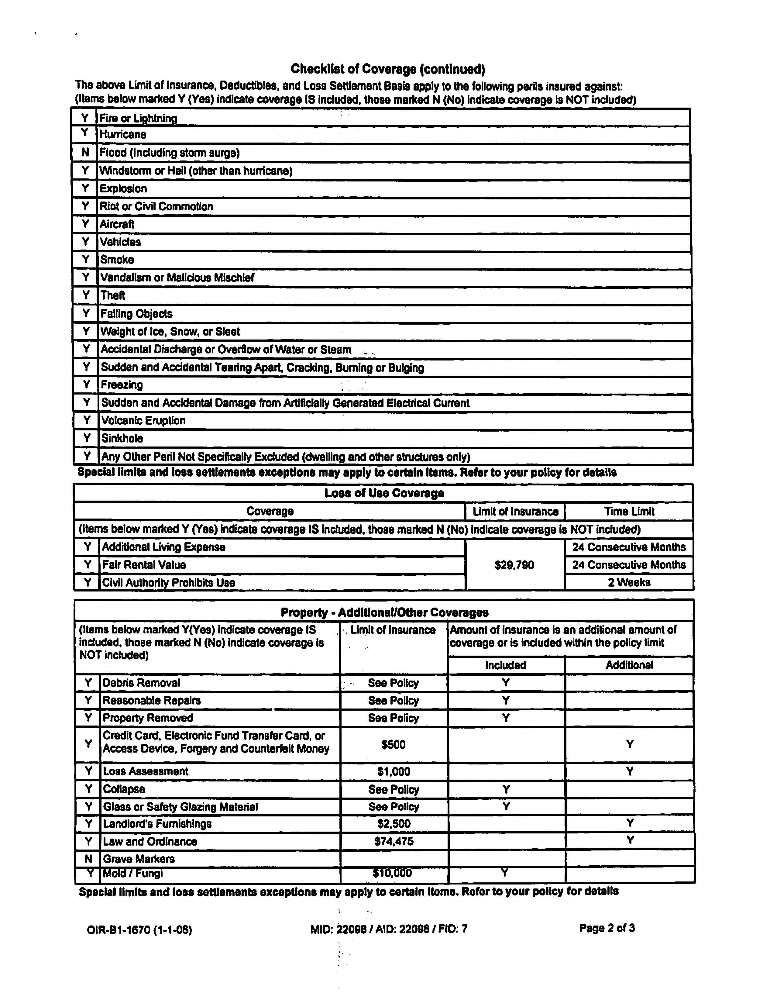 Checklist of Coverage (continued)
The above Limit of Insurance, Deductibles, and Loss Settlement Basis apply to the following perils insured against:
(Items below marked Y (Yes) indicate coverage IS included, those marked N (No) indicate coverage is NOT included)
Y Fire or Lightning
Y Hurricane
N Flood (Including storm surge)
Y Windstorm or Hail (other than hurricane)
Y Explosion
Y Riot or Civil Commotion
Y Aircraft
Y Vehicles
Y Smoke
Y Vandalism or Malicious Mischief
Y Theft
Y Falling Objects
Y Weight of Ice, Snow, or Sleet
Y Accidental Discharge or Overflow of Water or Steam
Y Sudden and Accidental Tearing Apart, Cracking, Burning or Bulging
Y Freezing
Y Sudden and Accidental Damage from Artificially Generated Electrical Current
Y Volcanic Eruption
Y Sinkhole
Y Any Other Peril Not Specifically Excluded (dwelling and other structures only)
Special limits and loss settlements exceptions may apply to certain items. Refer to your policy for details
Loss of Use Coverage
Coverage Limit of Insurance Time Limit
(Items below marked Y (Yes) indicate coverage IS included, those marked N (No) indicate coverage is NOT included)
Y Additional Living Expense 24 Consecutive Months
Y Fair Rental Value $29,790 24 Consecutive Months
Y Civil Authority Prohibits Use 2 Weeks
Property - Additional/Other Coverages
(Items below marked Y(Yes) indicate coverage IS Limit of Insurance Amount of insurance is an additional amount of
included, those marked N (No) indicate coverage is coverage or is included within the policy limit
NOT included)
Included Additional
Y Debris Removal See Policy Y
Y Reasonable Repairs See Policy Y
Y Property Removed See Policy Y
Credit Card, Electronic Fund Transfer Card, or
Y Access Device, Forgery and Counterfeit Money $500 Y
Y Loss Assessment $1,000 Y
Y Collapse See Policy Y
Y Glass or Safety Glazing Material See Policy Y
Y Landlord's Furnishings $2,500 Y
Y Law and Ordinance $74,475 Y
N Grave Markers
Y Mold / Fungi $10,000 Y
Special limits and loss settlements exceptions may apply to certain items. Refer to your policy for details
OIR-B1-1670 (1-1-06) MID: 22098 / AID: 22098 / FID: 7 Page 2 of 3